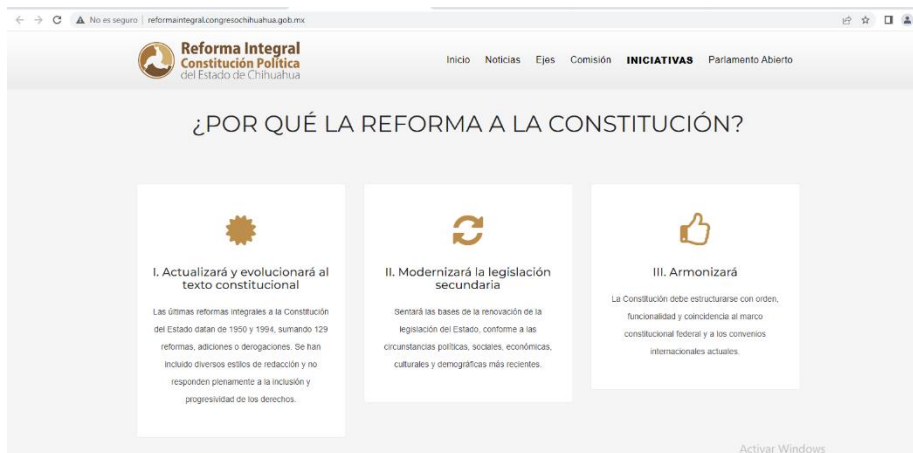 No es seguro | reformaintegral.congresochihuahua.gob.mx
Reforma Integral
Constitución Política
del Estado de Chihuahua
Inicio Noticias Ejes Comisión INICIATIVAS Parlamento Abierto
¿POR QUÉ LA REFORMA A LA CONSTITUCIÓN?
I. Actualizará y evolucionará al
texto constitucional
Las últimas reformas integrales a la Constitución
del Estado datan de 1950 y 1994, sumando 129
reformas, adiciones o derogaciones. Se han
incluido diversos estilos de redacción y no
responden plenamente a la inclusión y
progresividad de los derechos.
II. Modernizará la legislación
secundaria
Sentará las bases de la renovación de la
legislación del Estado, conforme a las
circunstancias políticas, sociales, económicas,
culturales y demográficas más recientes.
III. Armonizará
La Constitución debe estructurarse con orden,
funcionalidad y coincidencia al marco
constitucional federal y a los convenios
internacionales actuales.
Activar Windows